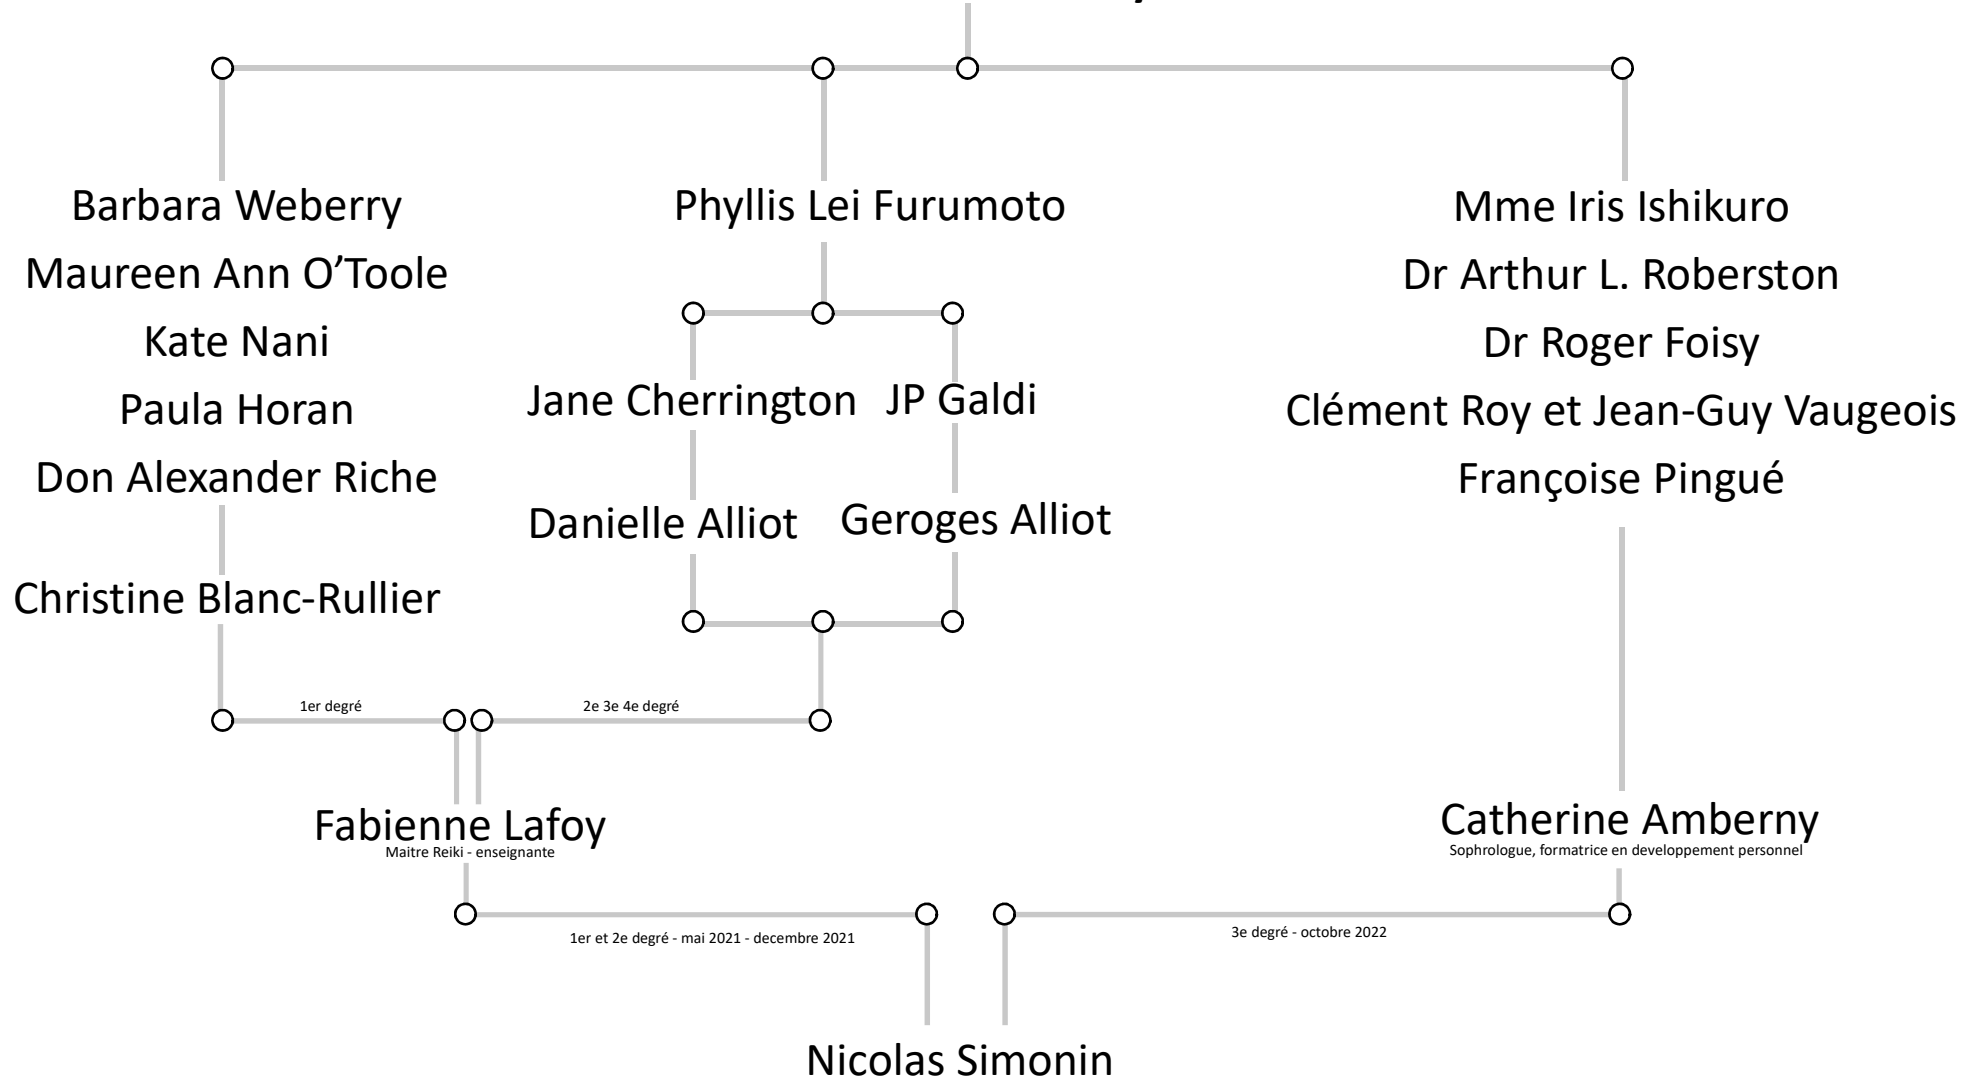 Barbara Weberry
Maureen Ann O’Toole
Kate Nani
Paula Horan
Don Alexander Riche
Christine Blanc-Rullier
Phyllis Lei Furumoto
Jane Cherrington
JP Galdi
Danielle Alliot
Geroges Alliot
Mme Iris Ishikuro
Dr Arthur L. Roberston
Dr Roger Foisy
Clément Roy et Jean-Guy Vaugeois
Françoise Pingué
1er degré
2e 3e 4e degré
Fabienne Lafoy
Maitre Reiki - enseignante
Catherine Amberny
Sophrologue, formatrice en developpement personnel
1er et 2e degré - mai 2021 - decembre 2021
3e degré - octobre 2022
Nicolas Simonin